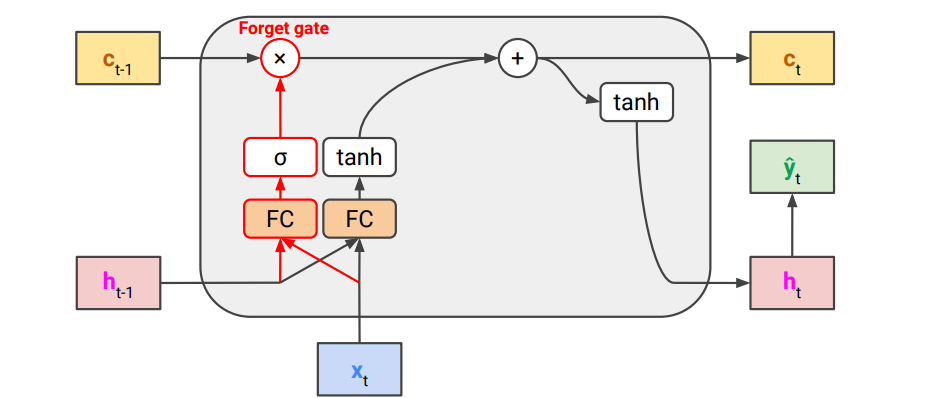 Forget gate
c t-1
×
+
c t
tanh
σ
tanh
ŷ t
FC
FC
h t-1
h t
x t